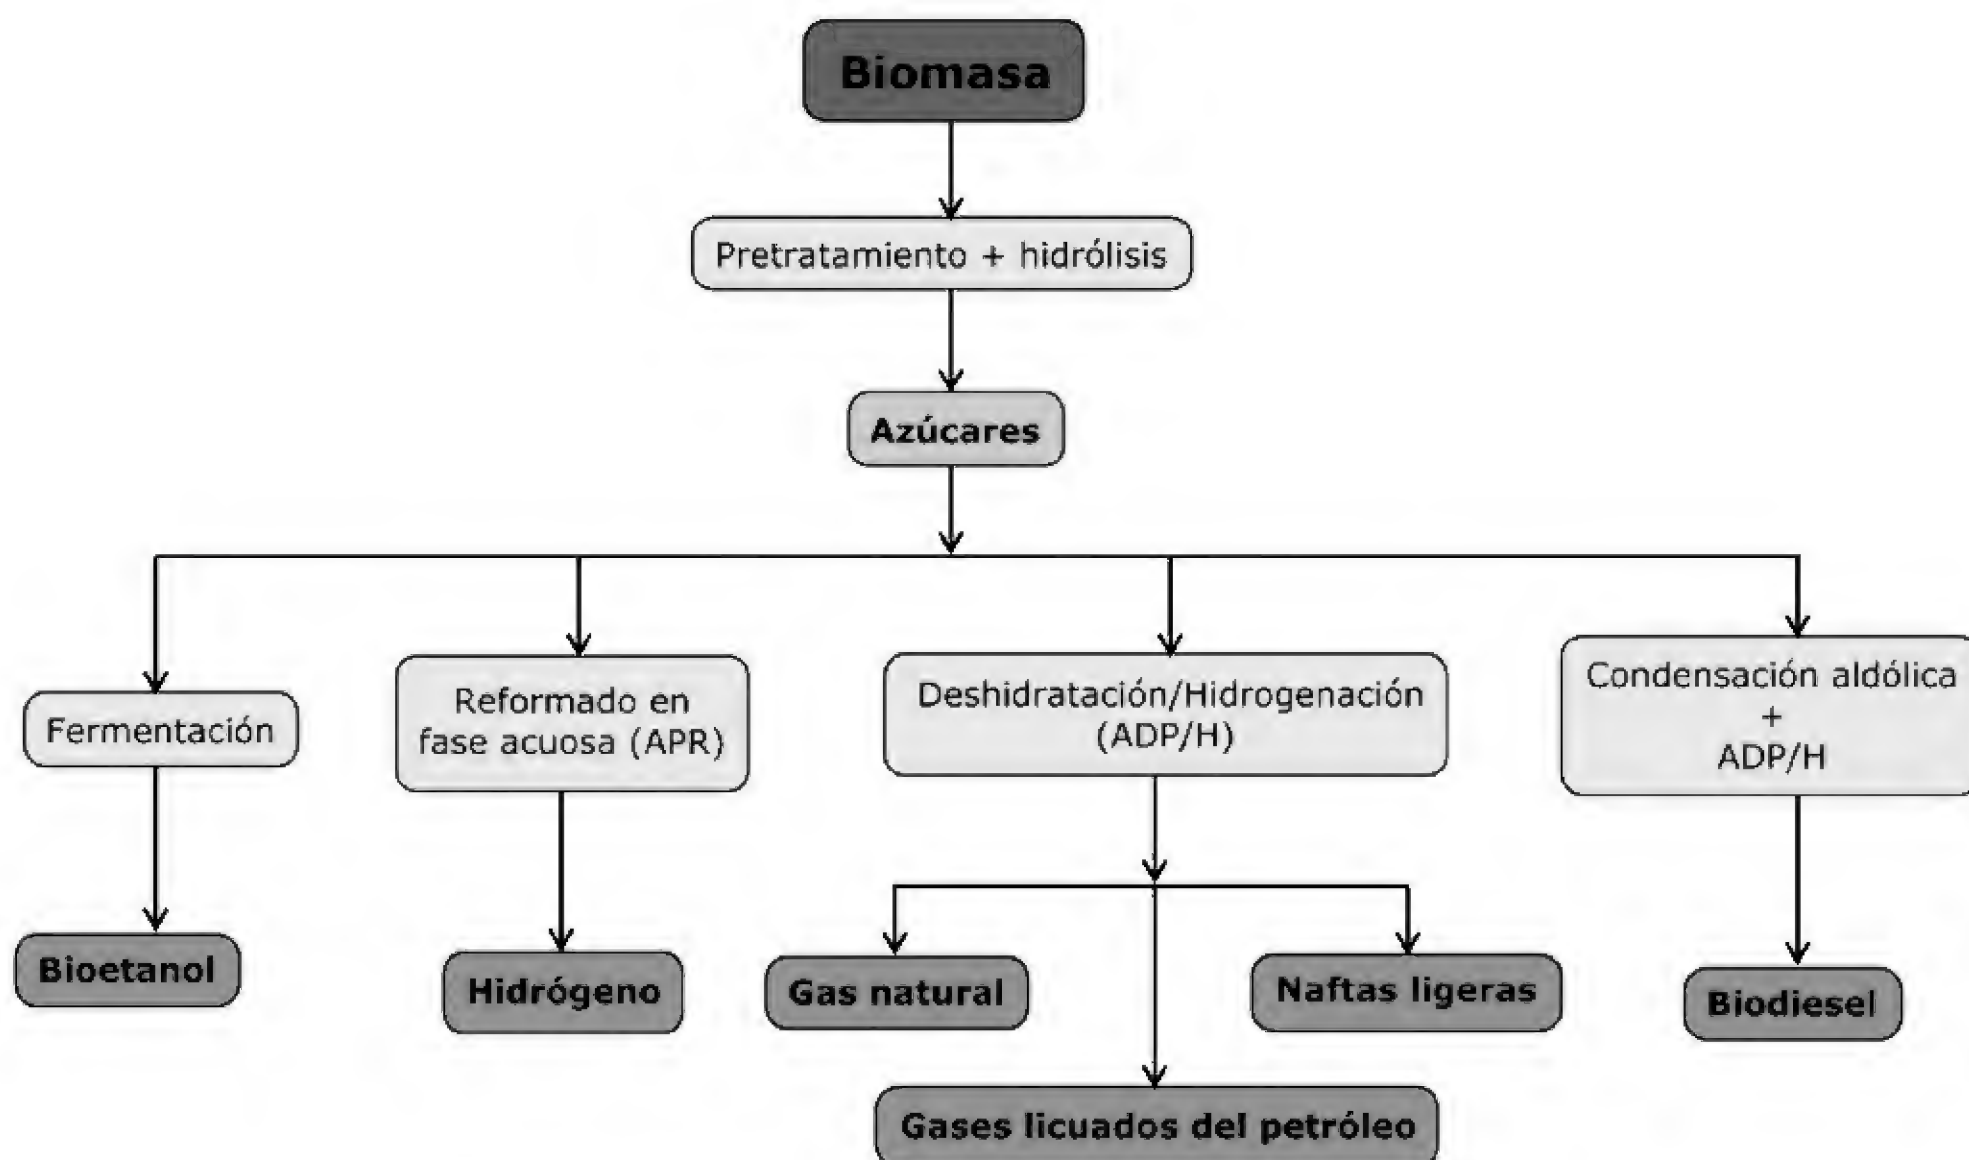 Biomasa
Pretratamiento + hidrólisis
Azúcares
Fermentación
Reformado en
fase acuosa (APR)
Deshidratación/Hidrogenación
(ADP/H)
Condensación aldólica
+
ADP/H
Bioetanol
Hidrógeno
Gas natural
Naftas ligeras
Biodiesel
Gases licuados del petróleo